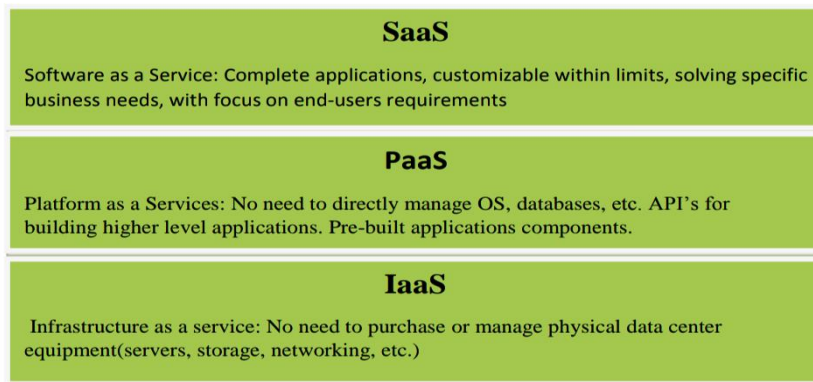 SaaS
Software as a Service: Complete applications, customizable within limits, solving specific
business needs, with focus on end-users requirements
PaaS
Platform as a Services: No need to directly manage OS, databases, etc. API’s for
building higher level applications. Pre-built applications components.
IaaS
Infrastructure as a service: No need to purchase or manage physical data center
equipment(servers, storage, networking, etc.)